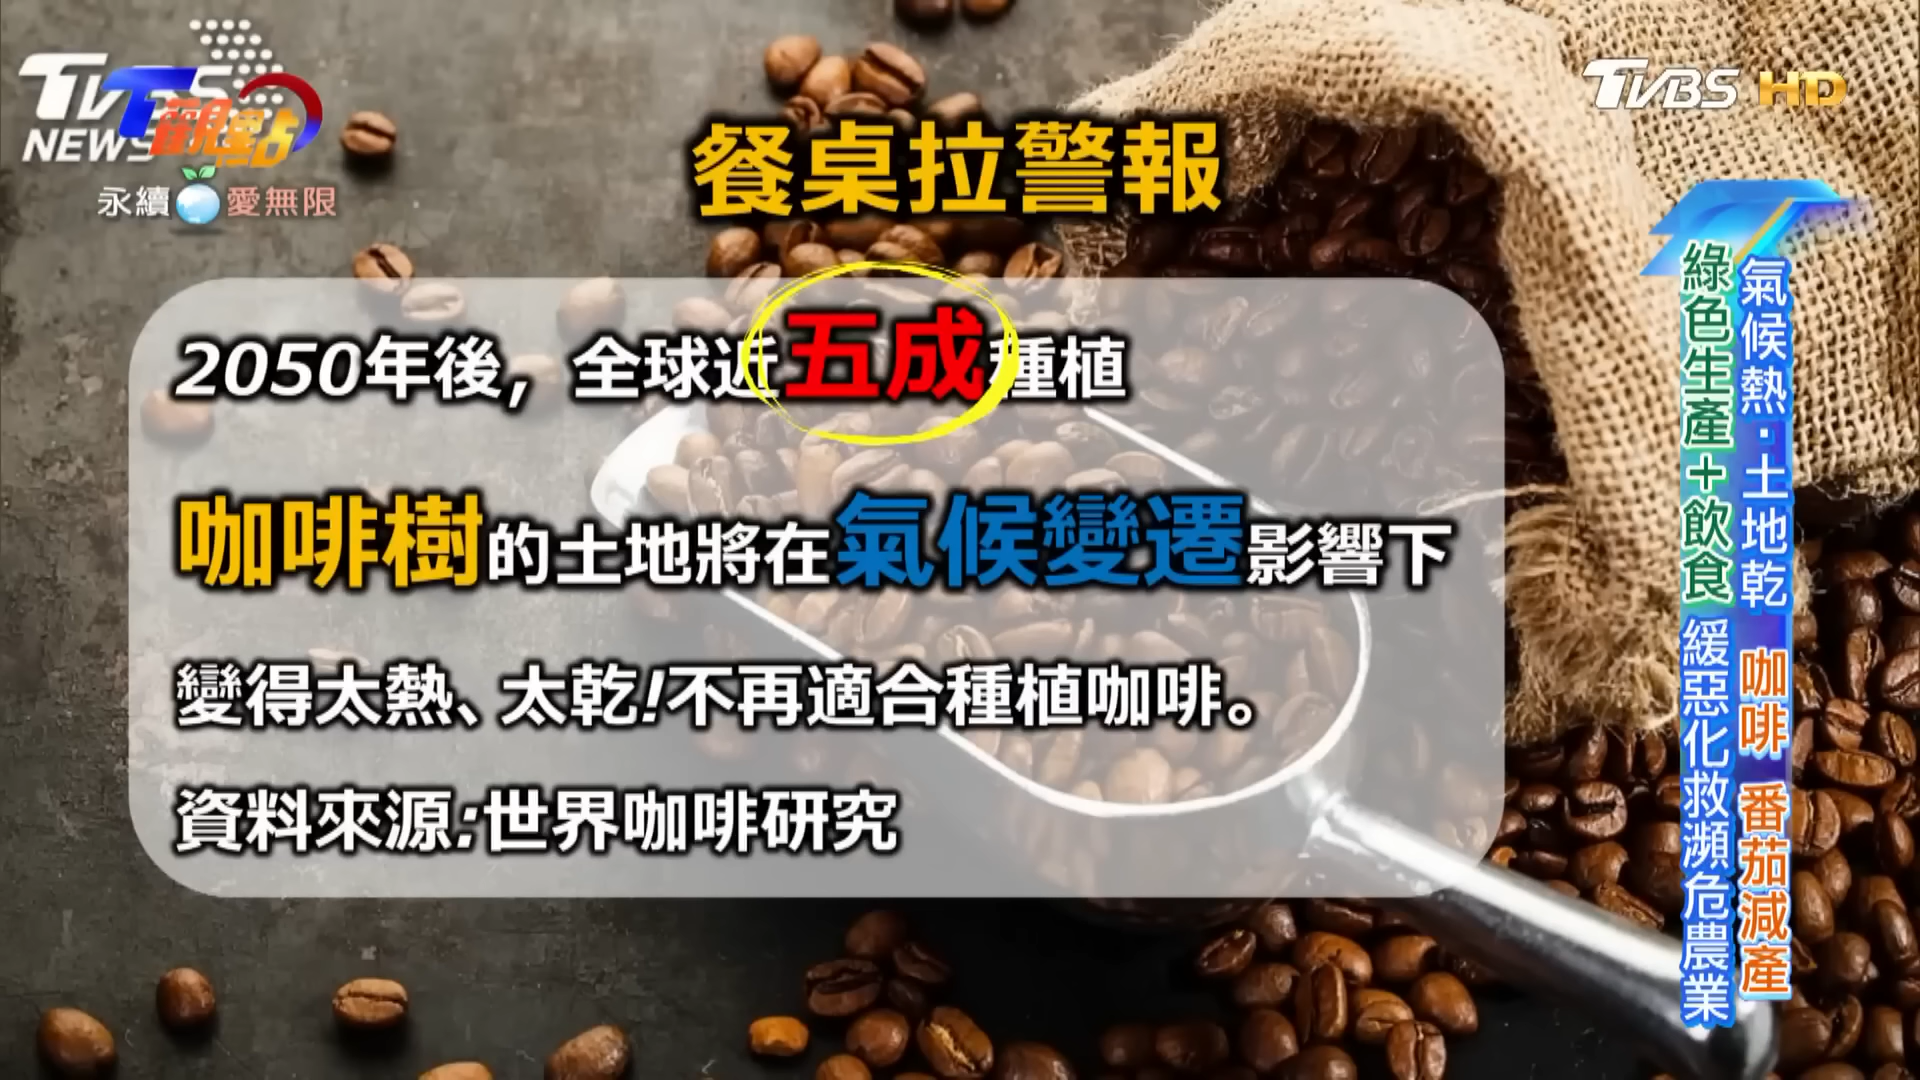 TVBS
NEWS
T觀點
永續愛無限
TVBS HD
餐桌拉警報
2050年後，全球近五成種植
咖啡樹的土地將在氣候變遷影響下
變得太熱、太乾!不再適合種植咖啡。
資料來源:世界咖啡研究
氣候熱．土地乾 咖啡 番茄減產
綠色生產＋飲食 緩惡化救瀕危農業